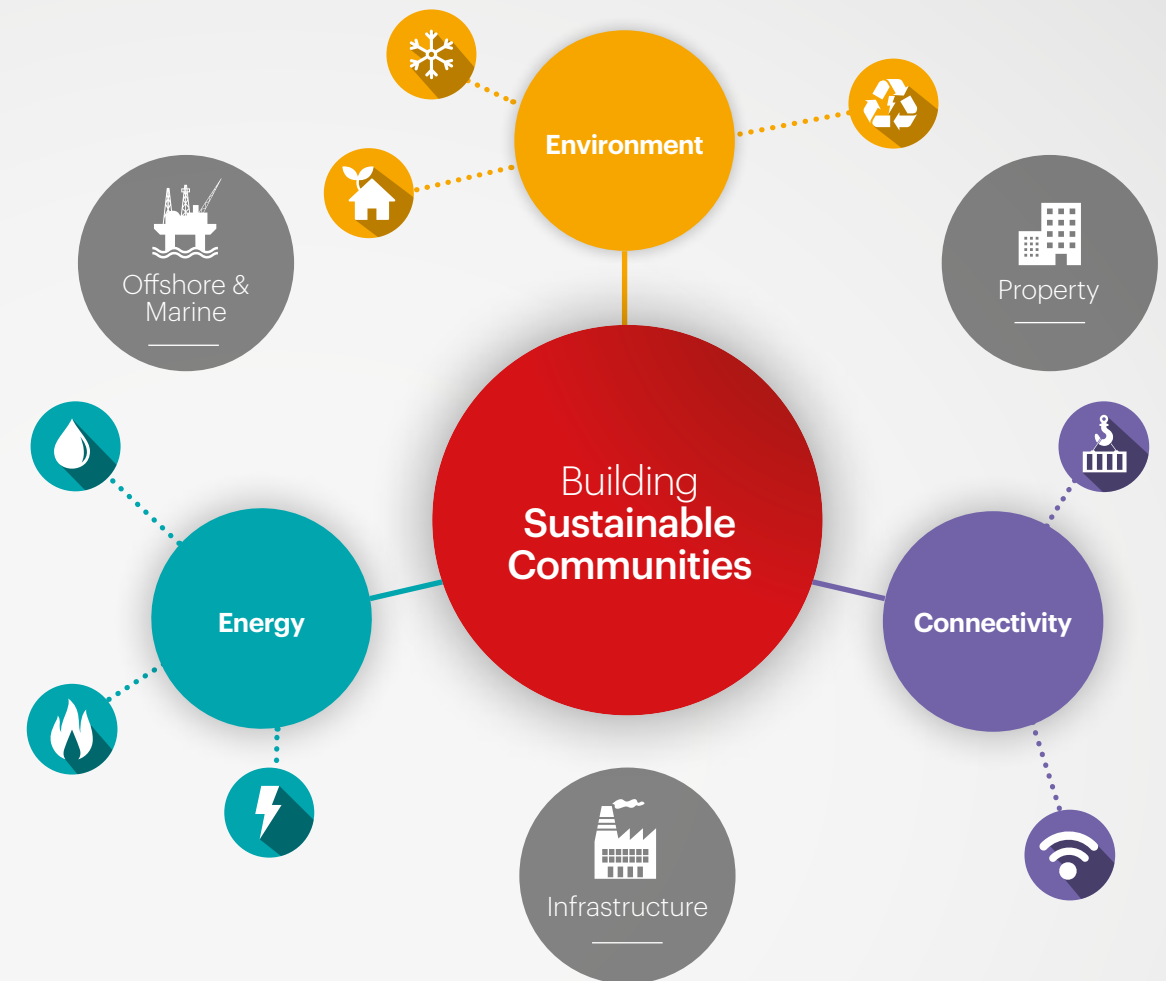 Environment
Offshore &
Marine
Property
Building
Sustainable
Communities
Energy
Connectivity
Infrastructure